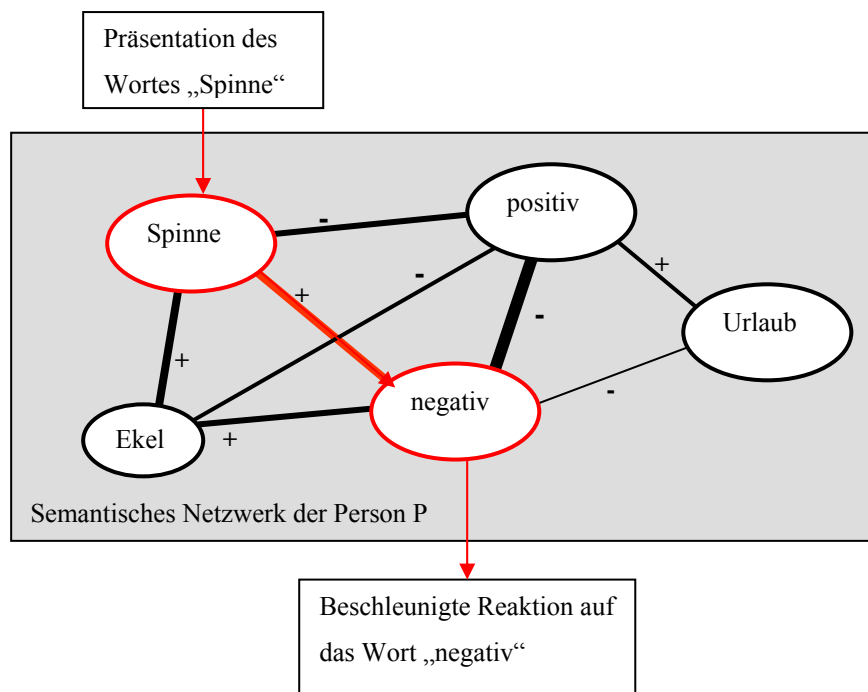 Präsentation des
Wortes „Spinne“
positiv
-
Spinne
-
+
+
Urlaub
-
+
negativ
-
Ekel
+
Semantisches Netzwerk der Person P
Beschleunigte Reaktion auf
das Wort „negativ“